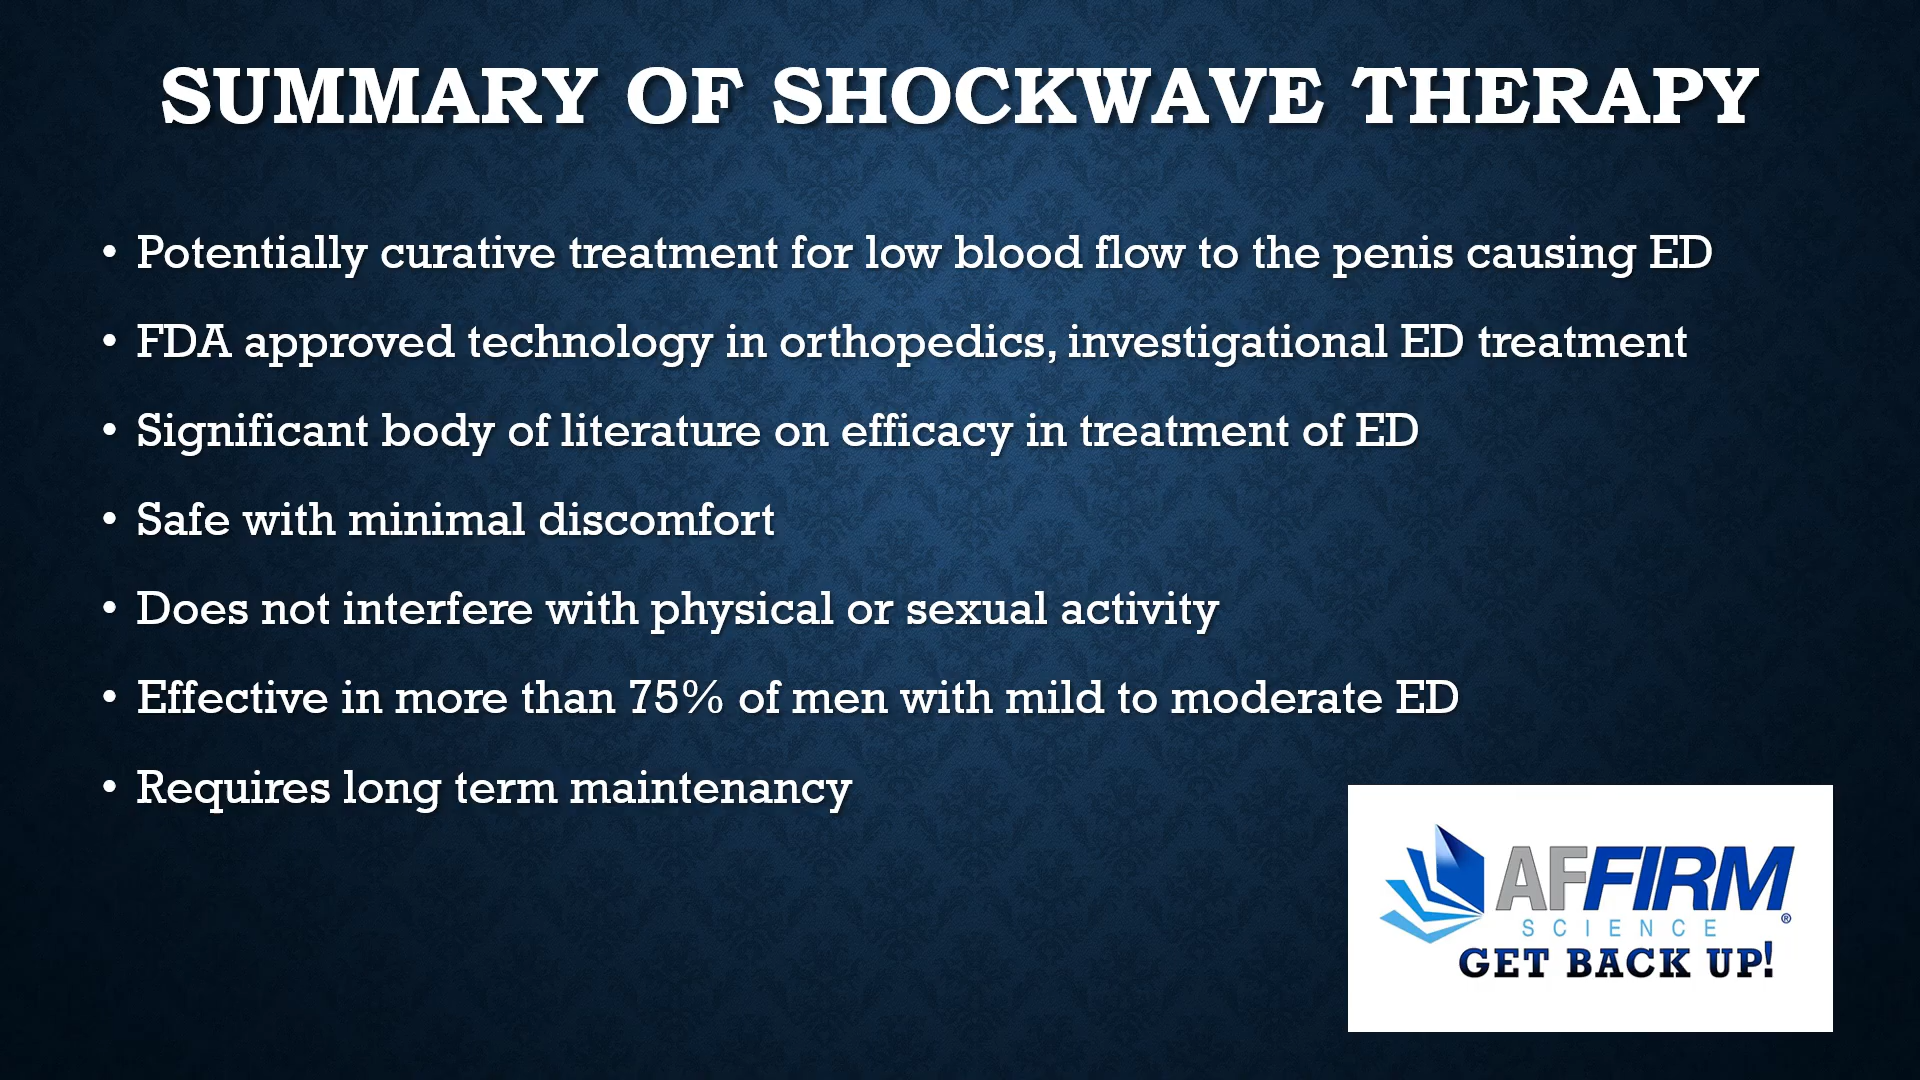 SUMMARY OF SHOCKWAVE THERAPY
• Potentially curative treatment for low blood flow to the penis causing ED
• FDA approved technology in orthopedics, investigational ED treatment
• Significant body of literature on efficacy in treatment of ED
• Safe with minimal discomfort
• Does not interfere with physical or sexual activity
• Effective in more than 75% of men with mild to moderate ED
• Requires long term maintenancy
AFFIRM®
SCIENCE
GET BACK UP!